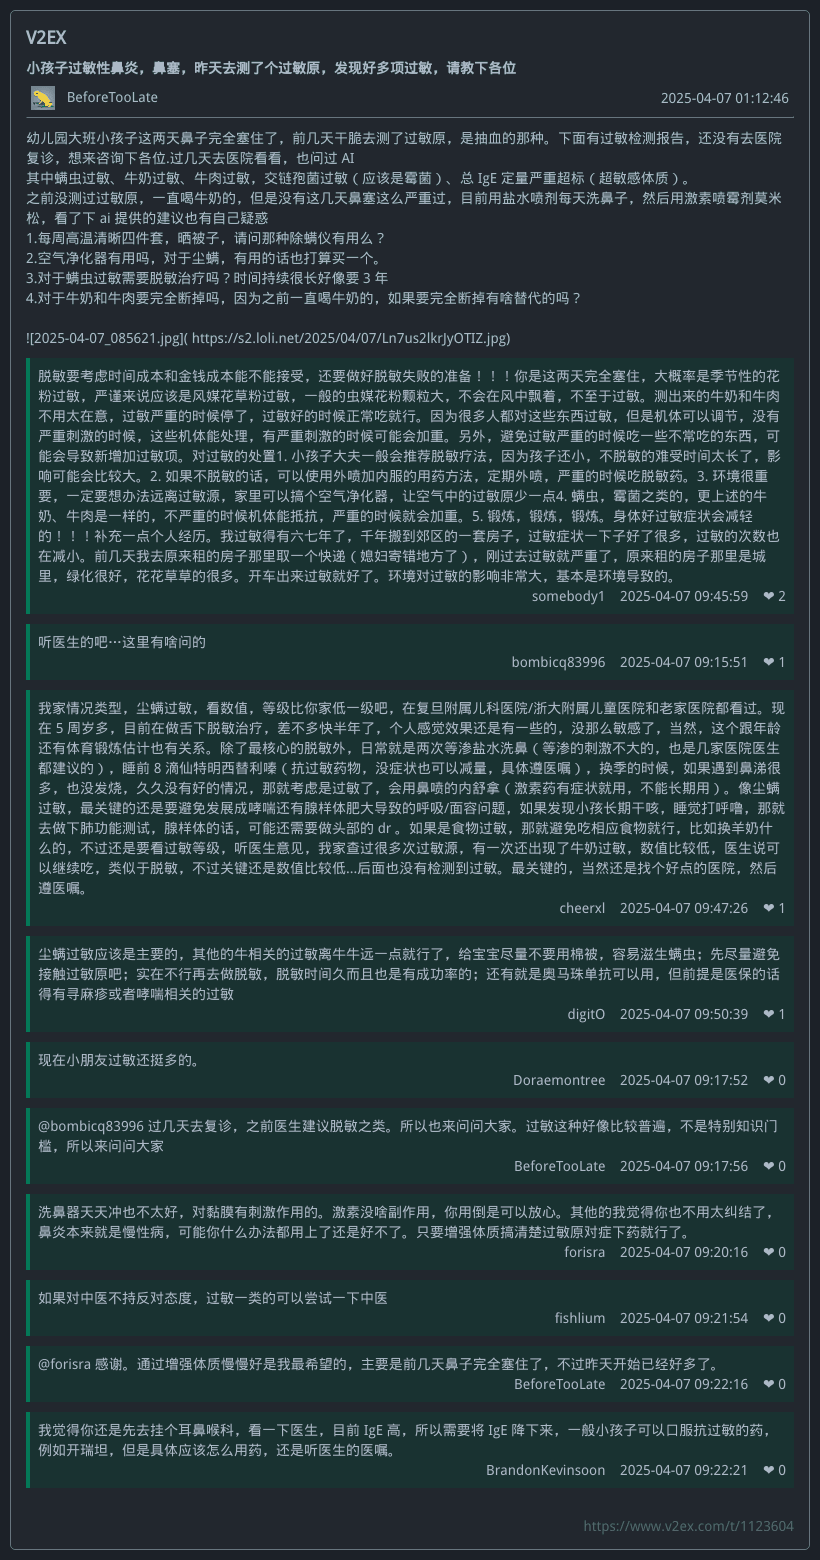 V2EX
小孩子过敏性鼻炎，鼻塞，昨天去测了个过敏原，发现好多项过敏，请教下各位
BeforeTooLate 2025-04-07 01:12:46
幼儿园大班小孩子这两天鼻子完全塞住了，前几天干脆去测了过敏原，是抽血的那种。下面有过敏检测报告，还没有去医院
复诊，想来咨询下各位.过几天去医院看看，也问过 AI
其中螨虫过敏、牛奶过敏、牛肉过敏，交链孢菌过敏（应该是霉菌）、总 IgE 定量严重超标（超敏感体质）。
之前没测过过敏原，一直喝牛奶的，但是没有这几天鼻塞这么严重过，目前用盐水喷剂每天洗鼻子，然后用激素喷霉剂莫米
松，看了下 ai 提供的建议也有自己疑惑
1.每周高温清晰四件套，晒被子，请问那种除螨仪有用么？
2.空气净化器有用吗，对于尘螨，有用的话也打算买一个。
3.对于螨虫过敏需要脱敏治疗吗？时间持续很长好像要 3 年
4.对于牛奶和牛肉要完全断掉吗，因为之前一直喝牛奶的，如果要完全断掉有啥替代的吗？
![2025-04-07_085621.jpg]( https://s2.loli.net/2025/04/07/Ln7us2lkrJyOTIZ.jpg)
脱敏要考虑时间成本和金钱成本能不能接受，还要做好脱敏失败的准备！！！你是这两天完全塞住，大概率是季节性的花
粉过敏，严谨来说应该是风媒花草粉过敏，一般的虫媒花粉颗粒大，不会在风中飘着，不至于过敏。测出来的牛奶和牛肉
不用太在意，过敏严重的时候停了，过敏好的时候正常吃就行。因为很多人都对这些东西过敏，但是机体可以调节，没有
严重刺激的时候，这些机体能处理，有严重刺激的时候可能会加重。另外，避免过敏严重的时候吃一些不常吃的东西，可
能会导致新增加过敏项。对过敏的处置1. 小孩子大夫一般会推荐脱敏疗法，因为孩子还小，不脱敏的难受时间太长了，影
响可能会比较大。2. 如果不脱敏的话，可以使用外喷加内服的用药方法，定期外喷，严重的时候吃脱敏药。3. 环境很重
要，一定要想办法远离过敏源，家里可以搞个空气净化器，让空气中的过敏原少一点4. 螨虫，霉菌之类的，更上述的牛
奶、牛肉是一样的，不严重的时候机体能抵抗，严重的时候就会加重。5. 锻炼，锻炼，锻炼。身体好过敏症状会减轻
的！！！补充一点个人经历。我过敏得有六七年了，千年搬到郊区的一套房子，过敏症状一下子好了很多，过敏的次数也
在减小。前几天我去原来租的房子那里取一个快递（媳妇寄错地方了），刚过去过敏就严重了，原来租的房子那里是城
里，绿化很好，花花草草的很多。开车出来过敏就好了。环境对过敏的影响非常大，基本是环境导致的。
somebody1 2025-04-07 09:45:59 ❤ 2
听医生的吧…这里有啥问的
bombicq83996 2025-04-07 09:15:51 ❤ 1
我家情况类型，尘螨过敏，看数值，等级比你家低一级吧，在复旦附属儿科医院/浙大附属儿童医院和老家医院都看过。现
在 5 周岁多，目前在做舌下脱敏治疗，差不多快半年了，个人感觉效果还是有一些的，没那么敏感了，当然，这个跟年龄
还有体育锻炼估计也有关系。除了最核心的脱敏外，日常就是两次等渗盐水洗鼻（等渗的刺激不大的，也是几家医院医生
都建议的），睡前 8 滴仙特明西替利嗪（抗过敏药物，没症状也可以减量，具体遵医嘱），换季的时候，如果遇到鼻涕很
多，也没发烧，久久没有好的情况，那就考虑是过敏了，会用鼻喷的内舒拿（激素药有症状就用，不能长期用）。像尘螨
过敏，最关键的还是要避免发展成哮喘还有腺样体肥大导致的呼吸/面容问题，如果发现小孩长期干咳，睡觉打呼噜，那就
去做下肺功能测试，腺样体的话，可能还需要做头部的 dr 。如果是食物过敏，那就避免吃相应食物就行，比如换羊奶什
么的，不过还是要看过敏等级，听医生意见，我家查过很多次过敏源，有一次还出现了牛奶过敏，数值比较低，医生说可
以继续吃，类似于脱敏，不过关键还是数值比较低...后面也没有检测到过敏。最关键的，当然还是找个好点的医院，然后
遵医嘱。
cheerxl 2025-04-07 09:47:26 ❤ 1
尘螨过敏应该是主要的，其他的牛相关的过敏离牛牛远一点就行了，给宝宝尽量不要用棉被，容易滋生螨虫；先尽量避免
接触过敏原吧；实在不行再去做脱敏，脱敏时间久而且也是有成功率的；还有就是奥马珠单抗可以用，但前提是医保的话
得有寻麻疹或者哮喘相关的过敏
digitO 2025-04-07 09:50:39 ❤ 1
现在小朋友过敏还挺多的。
Doraemontree 2025-04-07 09:17:52 ❤ 0
@bombicq83996 过几天去复诊，之前医生建议脱敏之类。所以也来问问大家。过敏这种好像比较普遍，不是特别知识门
槛，所以来问问大家
BeforeTooLate 2025-04-07 09:17:56 ❤ 0
洗鼻器天天冲也不太好，对黏膜有刺激作用的。激素没啥副作用，你用倒是可以放心。其他的我觉得你也不用太纠结了，
鼻炎本来就是慢性病，可能你什么办法都用上了还是好不了。只要增强体质搞清楚过敏原对症下药就行了。
forisra 2025-04-07 09:20:16 ❤ 0
如果对中医不持反对态度，过敏一类的可以尝试一下中医
fishlium 2025-04-07 09:21:54 ❤ 0
@forisra 感谢。通过增强体质慢慢好是我最希望的，主要是前几天鼻子完全塞住了，不过昨天开始已经好多了。
BeforeTooLate 2025-04-07 09:22:16 ❤ 0
我觉得你还是先去挂个耳鼻喉科，看一下医生，目前 IgE 高，所以需要将 IgE 降下来，一般小孩子可以口服抗过敏的药，
例如开瑞坦，但是具体应该怎么用药，还是听医生的医嘱。
BrandonKevinsoon 2025-04-07 09:22:21 ❤ 0
https://www.v2ex.com/t/1123604